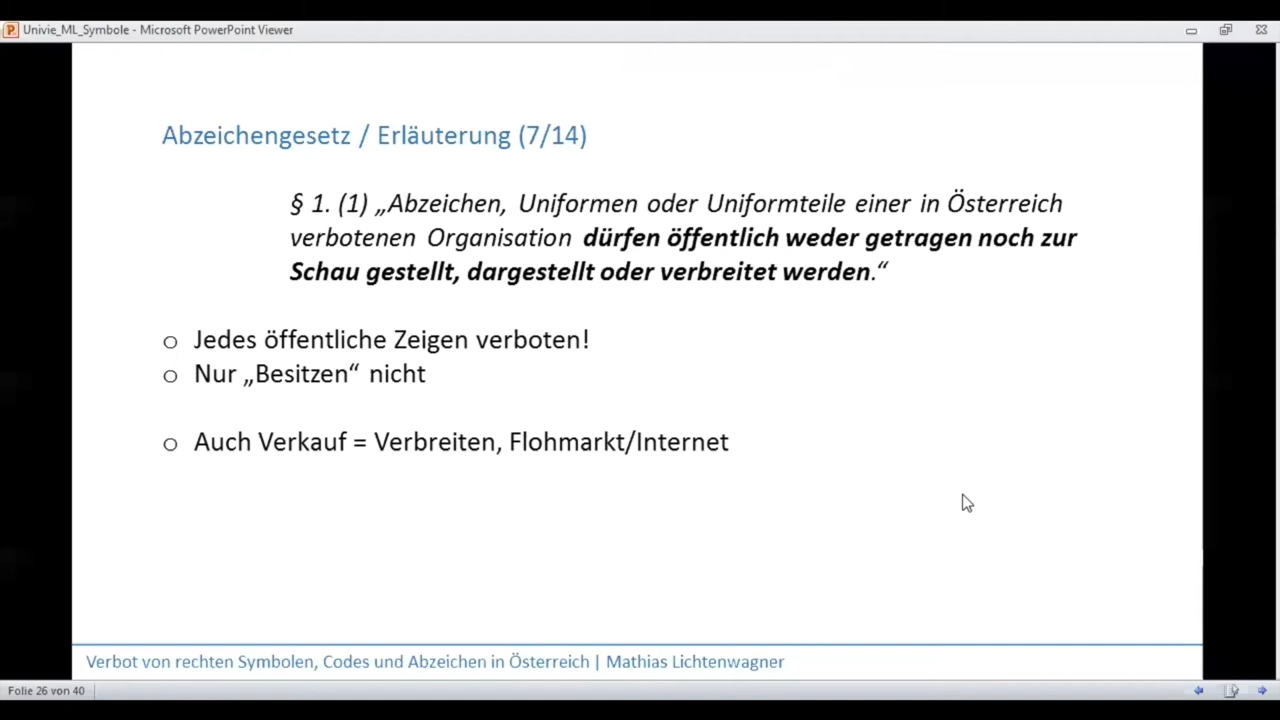 Univie_ML_Symbole - Microsoft PowerPoint Viewer
Abzeichengesetz / Erläuterung (7/14)
§ 1. (1) „Abzeichen, Uniformen oder Uniformteile einer in Österreich
verbotenen Organisation dürfen öffentlich weder getragen noch zur
Schau gestellt, dargestellt oder verbreitet werden.“
o Jedes öffentliche Zeigen verboten!
o Nur „Besitzen“ nicht
o Auch Verkauf = Verbreiten, Flohmarkt/Internet
Verbot von rechten Symbolen, Codes und Abzeichen in Österreich | Mathias Lichtenwagner
Folie 26 von 40